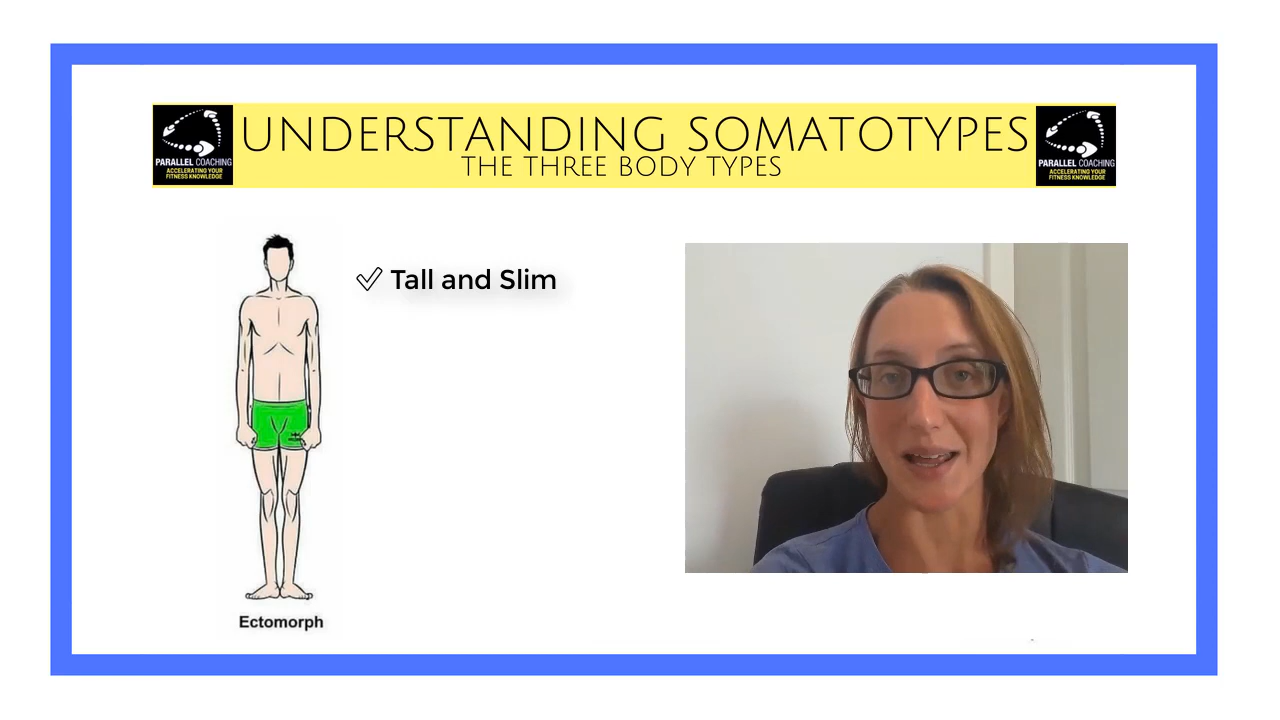 UNDERSTANDING SOMATOTYPES
THE THREE BODY TYPES
PARALLEL COACHING
ACCELERATING YOUR
FITNESS KNOWLEDGE
PARALLEL COACHING
ACCELERATING YOUR
FITNESS KNOWLEDGE
Tall and Slim
Ectomorph